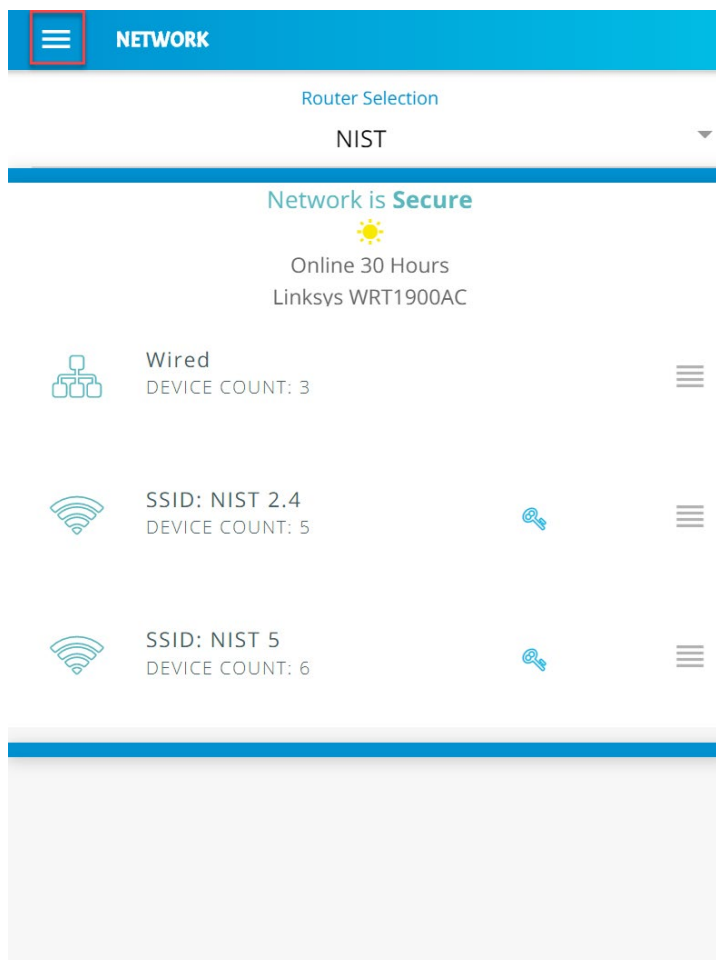 NETWORK
Router Selection
NIST
Network is Secure
Online 30 Hours
Linksys WRT1900AC
Wired
DEVICE COUNT: 3
SSID: NIST 2.4
DEVICE COUNT: 5
SSID: NIST 5
DEVICE COUNT: 6